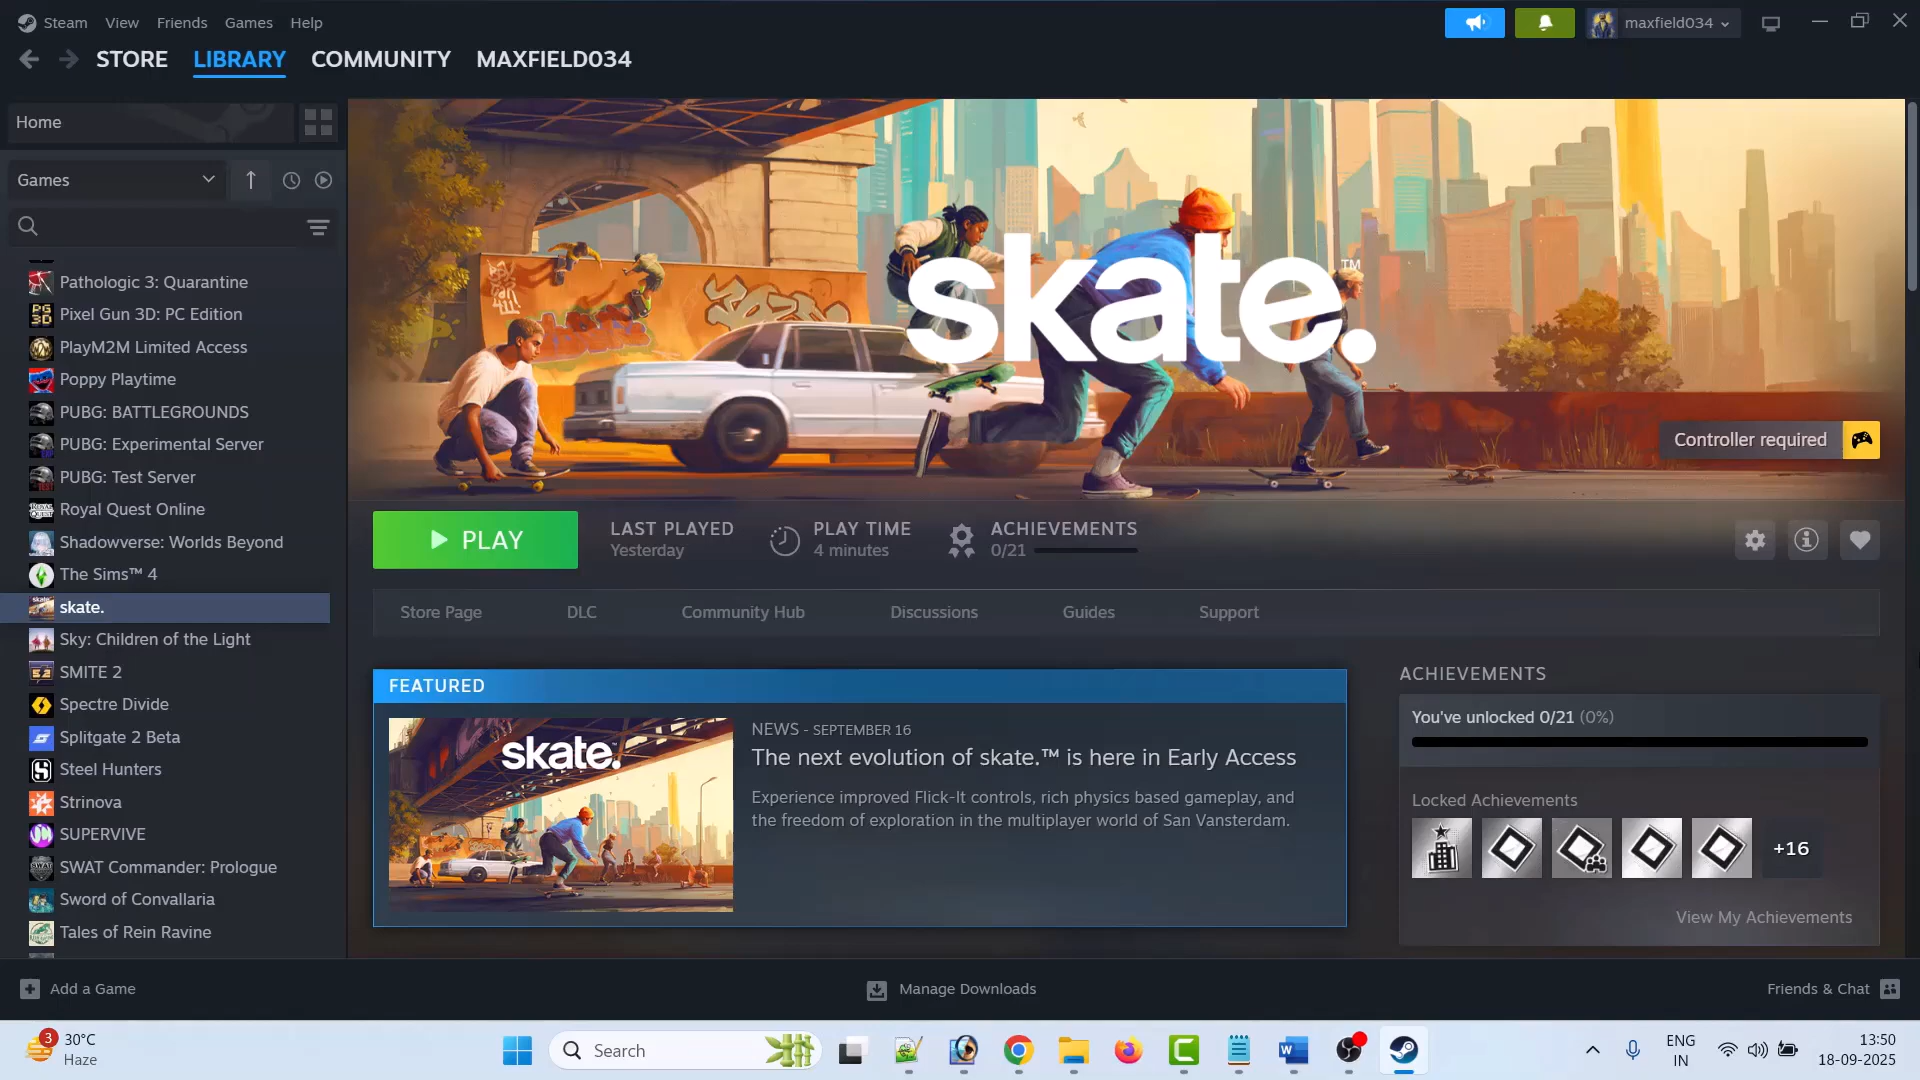 Steam View Friends Games Help
maxfield034
STORE LIBRARY COMMUNITY MAXFIELD034
Home
Games
Pathologic 3: Quarantine
Pixel Gun 3D: PC Edition
PlayM2M Limited Access
Poppy Playtime
PUBG: BATTLEGROUNDS
PUBG: Experimental Server
PUBG: Test Server
Royal Quest Online
Shadowverse: Worlds Beyond
The Sims™ 4
skate.
Sky: Children of the Light
SMITE 2
Spectre Divide
Splitgate 2 Beta
Steel Hunters
Strinova
SUPERVIVE
SWAT Commander: Prologue
Sword of Convallaria
Tales of Rein Ravine
skate.™
Controller required
PLAY
LAST PLAYED
Yesterday
PLAY TIME
4 minutes
ACHIEVEMENTS
0/21
Store Page DLC Community Hub Discussions Guides Support
FEATURED
skate.
NEWS - SEPTEMBER 16
The next evolution of skate.™ is here in Early Access
Experience improved Flick-It controls, rich physics based gameplay, and
the freedom of exploration in the multiplayer world of San Vansterdam.
ACHIEVEMENTS
You've unlocked 0/21 (0%)
Locked Achievements
+16
View My Achievements
Add a Game
Manage Downloads
Friends & Chat
3
30°C
Haze
Search
ENG
IN
13:50
18-09-2025